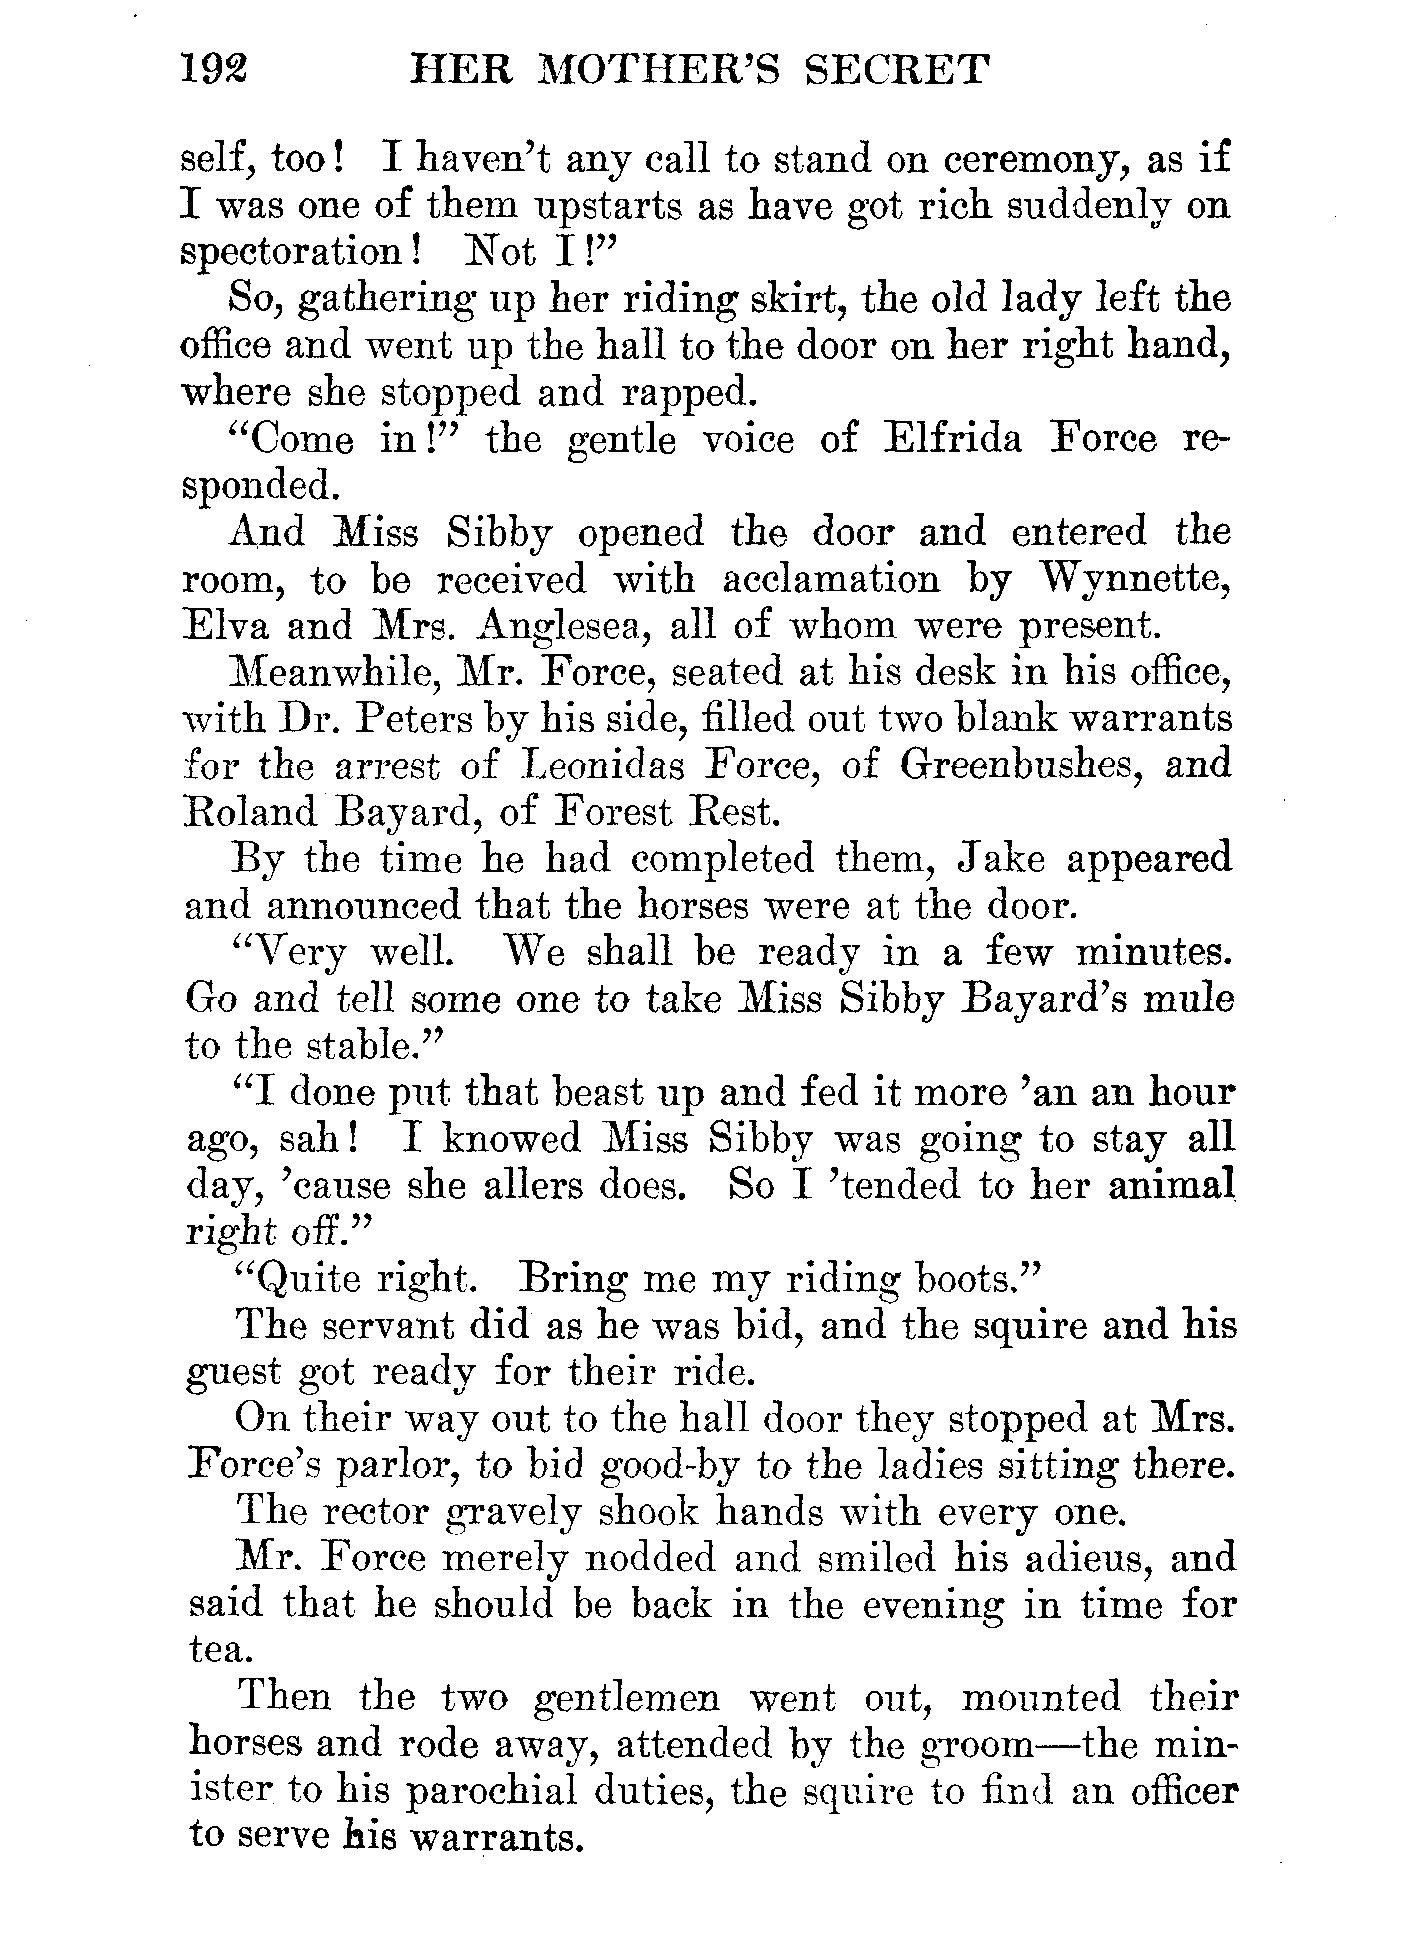 192 HER MOTHER'S SECRET
self, too! I haven't any call to stand on ceremony, as if
I was one of them upstarts as have got rich suddenly on
spectoration! Not I!"
So, gathering up her riding skirt, the old lady left the
office and went up the hall to the door on her right hand,
where she stopped and rapped.
"Come in!" the gentle voice of Elfrida Force re-
sponded.
And Miss Sibby opened the door and entered the
room, to be received with acclamation by Wynnette,
Elva and Mrs. Anglesea, all of whom were present.
Meanwhile, Mr. Force, seated at his desk in his office,
with Dr. Peters by his side, filled out two blank warrants
for the arrest of Leonidas Force, of Greenbushes, and
Roland Bayard, of Forest Rest.
By the time he had completed them, Jake appeared
and announced that the horses were at the door.
"Very well. We shall be ready in a few minutes.
Go and tell some one to take Miss Sibby Bayard's mule
to the stable."
"I done put that beast up and fed it more 'an an hour
ago, sah! I knowed Miss Sibby was going to stay all
day, 'cause she allers does. So I 'tended to her animal
right off."
"Quite right. Bring me my riding boots."
The servant did as he was bid, and the squire and his
guest got ready for their ride.
On their way out to the hall door they stopped at Mrs.
Force's parlor, to bid good-by to the ladies sitting there.
The rector gravely shook hands with every one.
Mr. Force merely nodded and smiled his adieus, and
said that he should be back in the evening in time for
tea.
Then the two gentlemen went out, mounted their
horses and rode away, attended by the groom—the min-
ister to his parochial duties, the squire to find an officer
to serve his warrants.